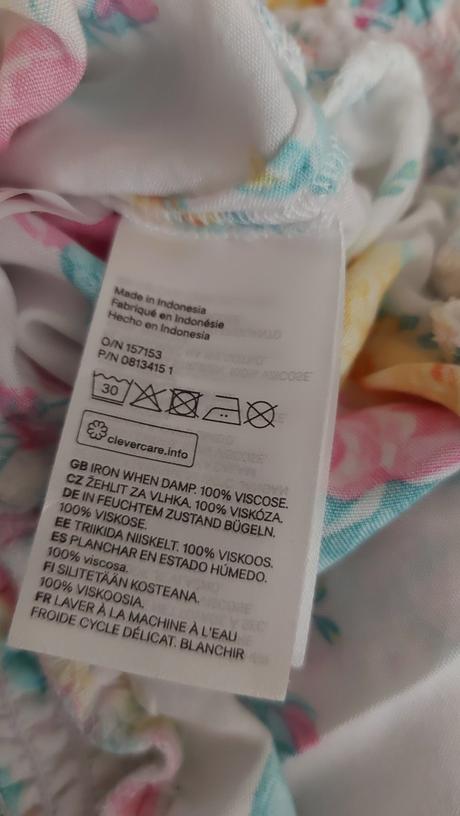 Made in Indonesia
Fabriqué en Indonésie
Hecho en Indonesia
O/N 157153
P/N 0813415 1
30
clevercare.info
GB IRON WHEN DAMP. 100% VISCOSE.
CZ ŽEHLIT ZA VLHKA. 100% VISKÓZA.
DE IN FEUCHTEM ZUSTAND BÜGELN.
100% VISKOSE.
EE TRIIKIDA NIISKELT. 100% VISKOOS.
ES PLANCHAR EN ESTADO HÚMEDO.
100% viscosa.
FI SILITETÄÄN KOSTEANA.
100% VISKOOSIA.
FR LAVER À LA MACHINE À L'EAU
FROIDE CYCLE DÉLICAT. BLANCHIR